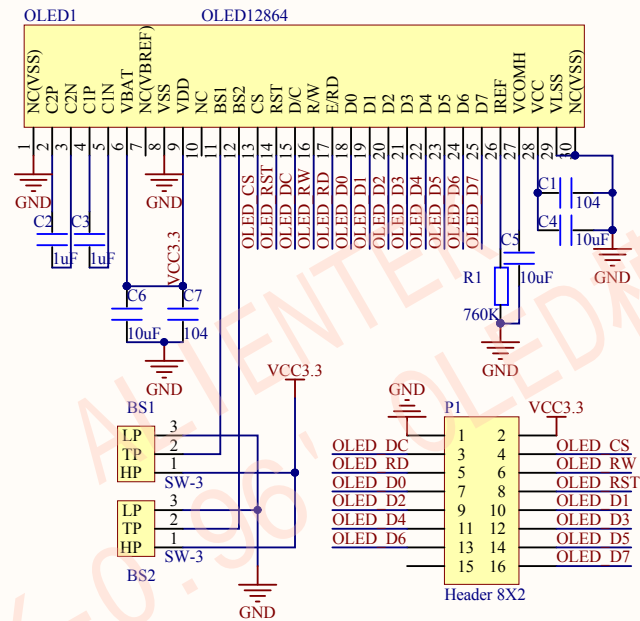 OLED1
OLED12864
NC(VSS)
C2P
C2N
C1P
C1N
VBAT
NC(VBREF)
VSS
VDD
NC
BS1
BS2
CS
RST
D/C
R/W
E/RD
D0
D1
D2
D3
D4
D5
D6
D7
IREF
VCOMH
VCC
VLSS
NC(VSS)
1
2
3
4
5
6
7
8
9
10
11
12
13
14
15
16
17
18
19
20
21
22
23
24
25
26
27
28
29
30
OLED CS
OLED RST
OLED DC
OLED RW
OLED RD
OLED D0
OLED D1
OLED D2
OLED D3
OLED D4
OLED D5
OLED D6
OLED D7
GND
GND
C2
1uF
C3
1uF
VCC3.3
C1
104
C4
10uF
GND
C5
10uF
R1
760K
GND
C6
10uF
C7
104
GND
VCC3.3
BS1
LP
TP
HP
3
2
1
SW-3
LP
TP
HP
3
2
1
SW-3
BS2
GND
GND
P1
VCC3.3
OLED DC
OLED RD
OLED D0
OLED D2
OLED D4
OLED D6
1 2
3 4
5 6
7 8
9 10
11 12
13 14
15 16
OLED CS
OLED RW
OLED RST
OLED D1
OLED D3
OLED D5
OLED D7
Header 8X2
ALIENTEK
-0.96' OLED